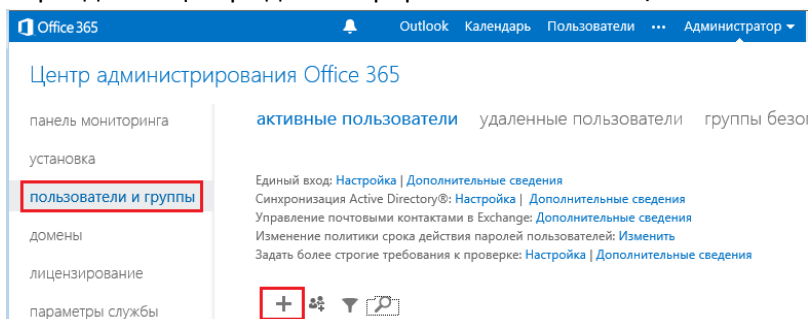 Office 365 Outlook Календарь Пользователи ••• Администратор
Центр администрирования Office 365
панель мониторинга
установка
пользователи и группы
домены
лицензирование
параметры службы
активные пользователи удаленные пользователи группы
Единый вход: Настройка | Дополнительные сведения
Синхронизация Active Directory®: Настройка | Дополнительные сведения
Управление почтовыми контактами в Exchange: Дополнительные сведения
Изменение политики срока действия паролей пользователей: Изменить
Задать более строгие требования к проверке: Настройка | Дополнительные сведения